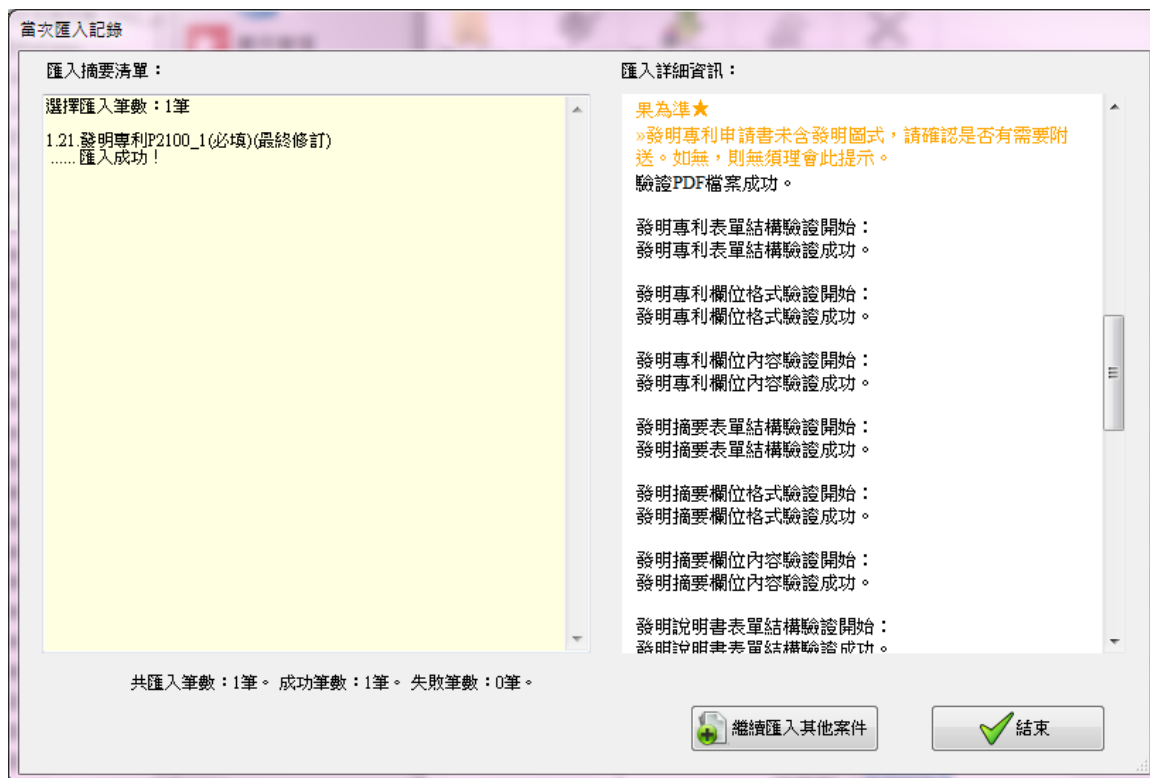 當次匯入記錄
匯入摘要清單：
選擇匯入筆數：1筆
1.21.發明專利P2100_1(必填)(最終修訂)
...... 匯入成功！
共匯入筆數：1筆。 成功筆數：1筆。 失敗筆數：0筆。
匯入詳細資訊：
果為準★
»發明專利申請書未含發明圖式，請確認是否有需要附
送。如無，則無須理會此提示。
驗證PDF檔案成功。
發明專利表單結構驗證開始：
發明專利表單結構驗證成功。
發明專利欄位格式驗證開始：
發明專利欄位格式驗證成功。
發明專利欄位內容驗證開始：
發明專利欄位內容驗證成功。
發明摘要表單結構驗證開始：
發明摘要表單結構驗證成功。
發明摘要欄位格式驗證開始：
發明摘要欄位格式驗證成功。
發明摘要欄位內容驗證開始：
發明摘要欄位內容驗證成功。
發明說明書表單結構驗證開始：
發明說明書表單結構驗證成功。
繼續匯入其他案件
結束